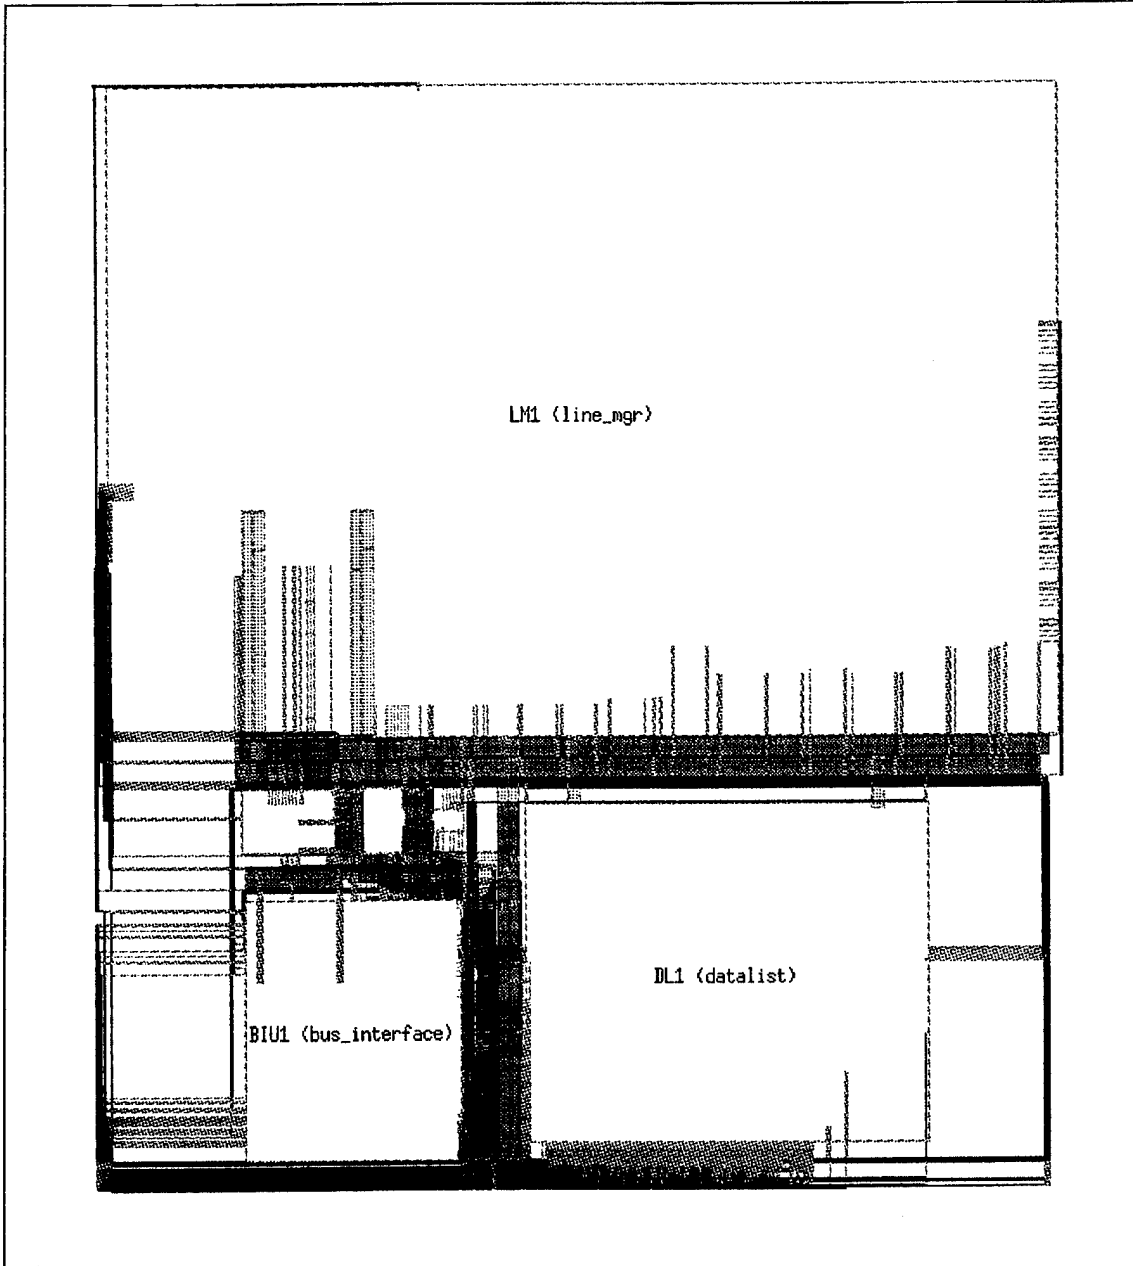 LM1 (line_mgr)
DL1 (datalist)
BIU1 (bus_interface)